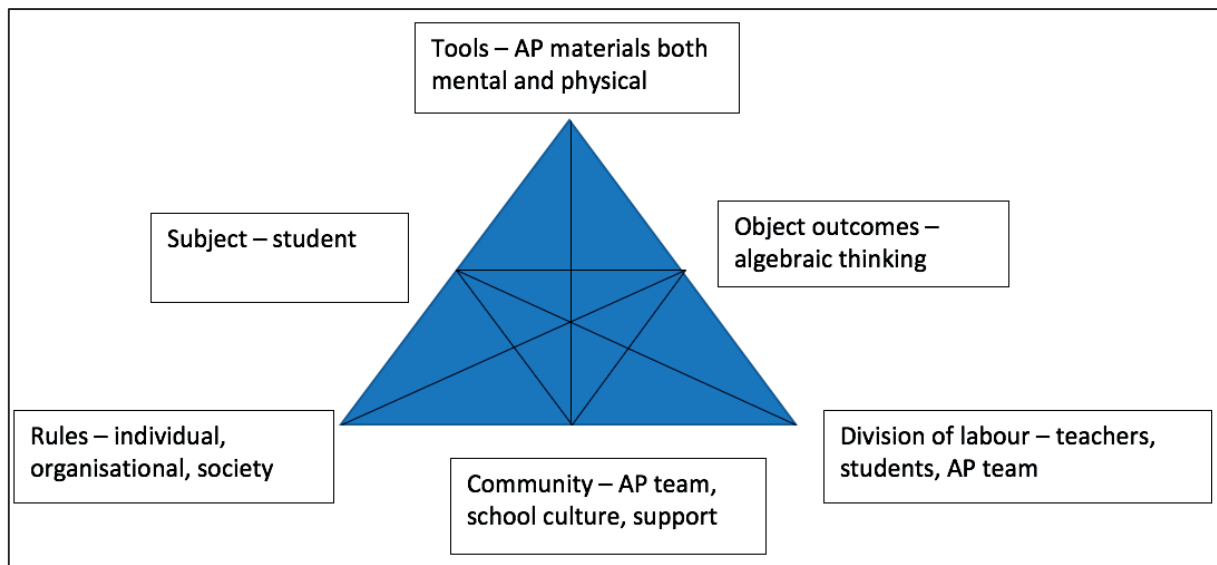 Tools – AP materials both
mental and physical
Subject – student
Object outcomes –
algebraic thinking
Rules – individual,
organisational, society
Community – AP team,
school culture, support
Division of labour – teachers,
students, AP team